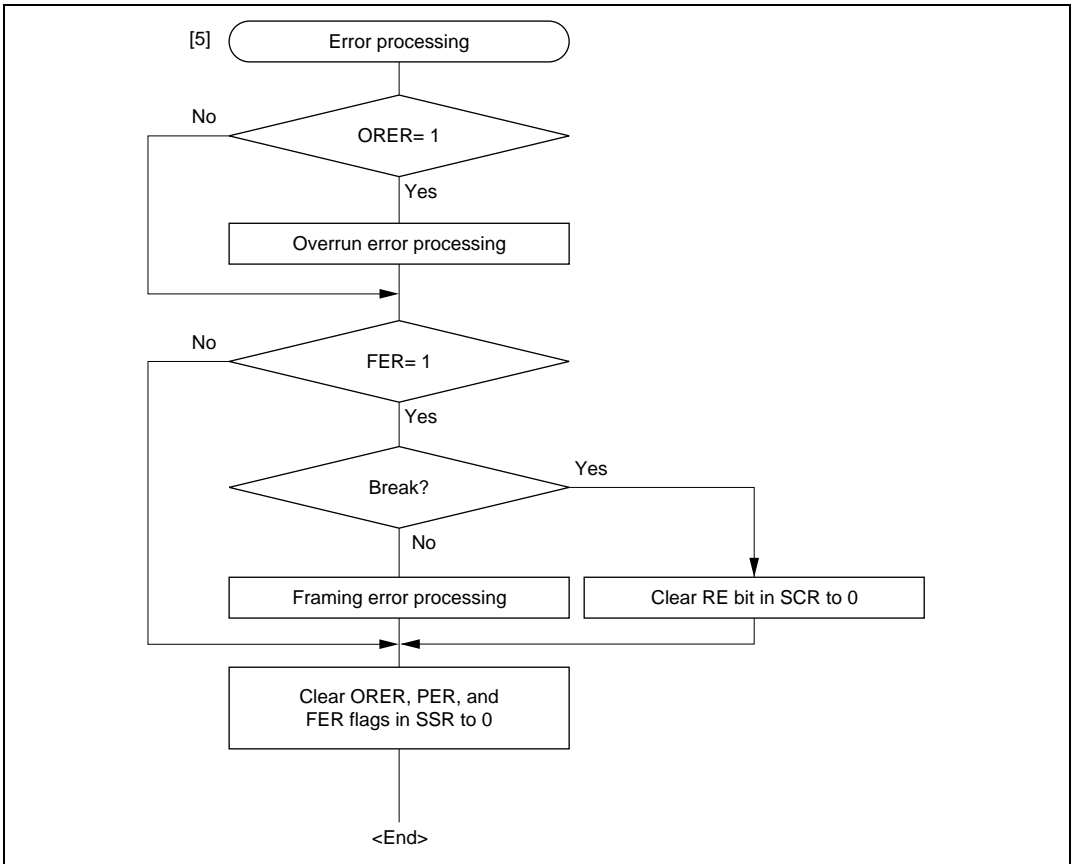 [5]
Error processing
No
ORER= 1
Yes
Overrun error processing
No
FER= 1
Yes
Break?
Yes
No
Framing error processing
Clear RE bit in SCR to 0
Clear ORER, PER, and
FER flags in SSR to 0
<End>